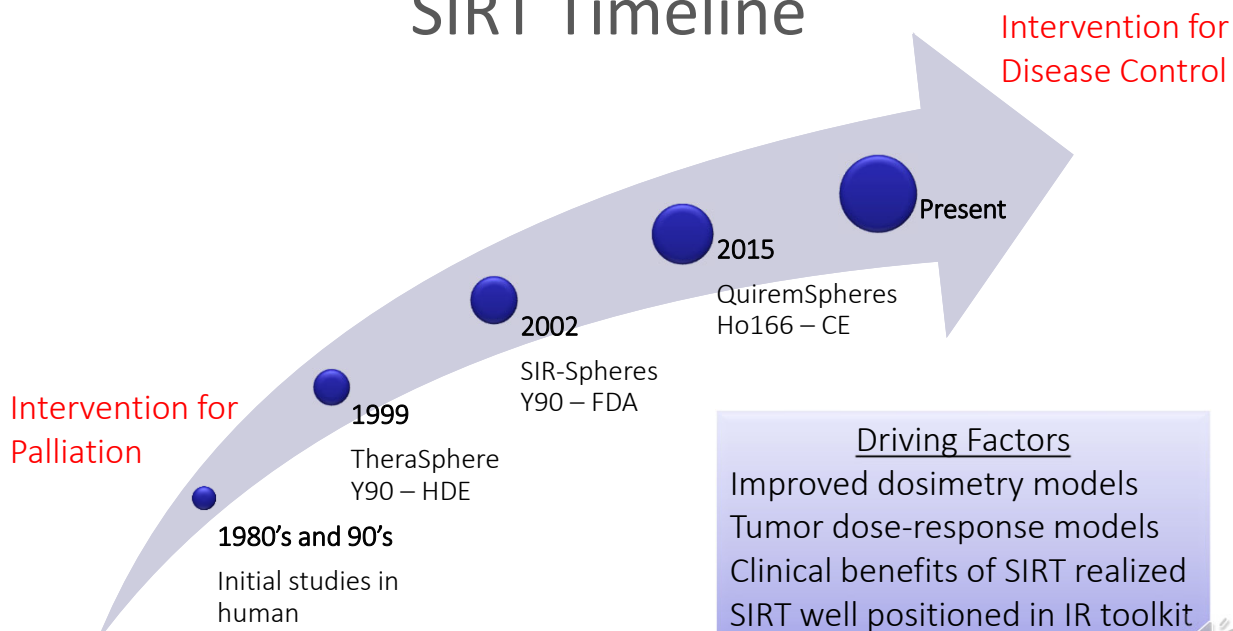 SIRT Timeline
Intervention for
Disease Control
Present
2015
QuiremSpheres
Ho166 – CE
2002
SIR-Spheres
Y90 – FDA
1999
TheraSphere
Y90 – HDE
Intervention for
Palliation
1980’s and 90’s
Initial studies in
human
Driving Factors
Improved dosimetry models
Tumor dose-response models
Clinical benefits of SIRT realized
SIRT well positioned in IR toolkit